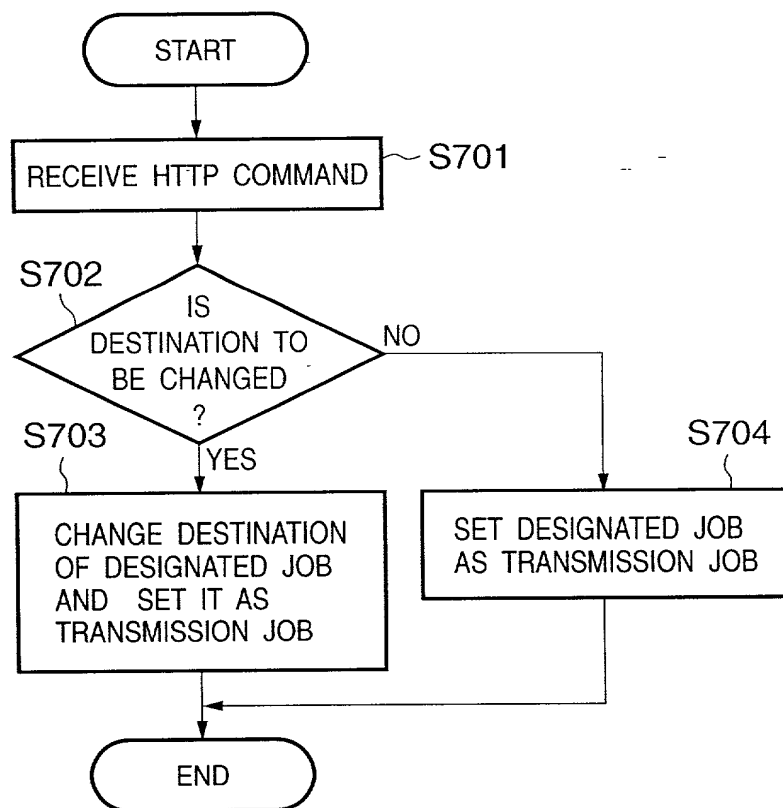 START
RECEIVE HTTP COMMAND
S701
S702
IS
DESTINATION TO
BE CHANGED
?
NO
YES
S703
CHANGE DESTINATION
OF DESIGNATED JOB
AND SET IT AS
TRANSMISSION JOB
S704
SET DESIGNATED JOB
AS TRANSMISSION JOB
END